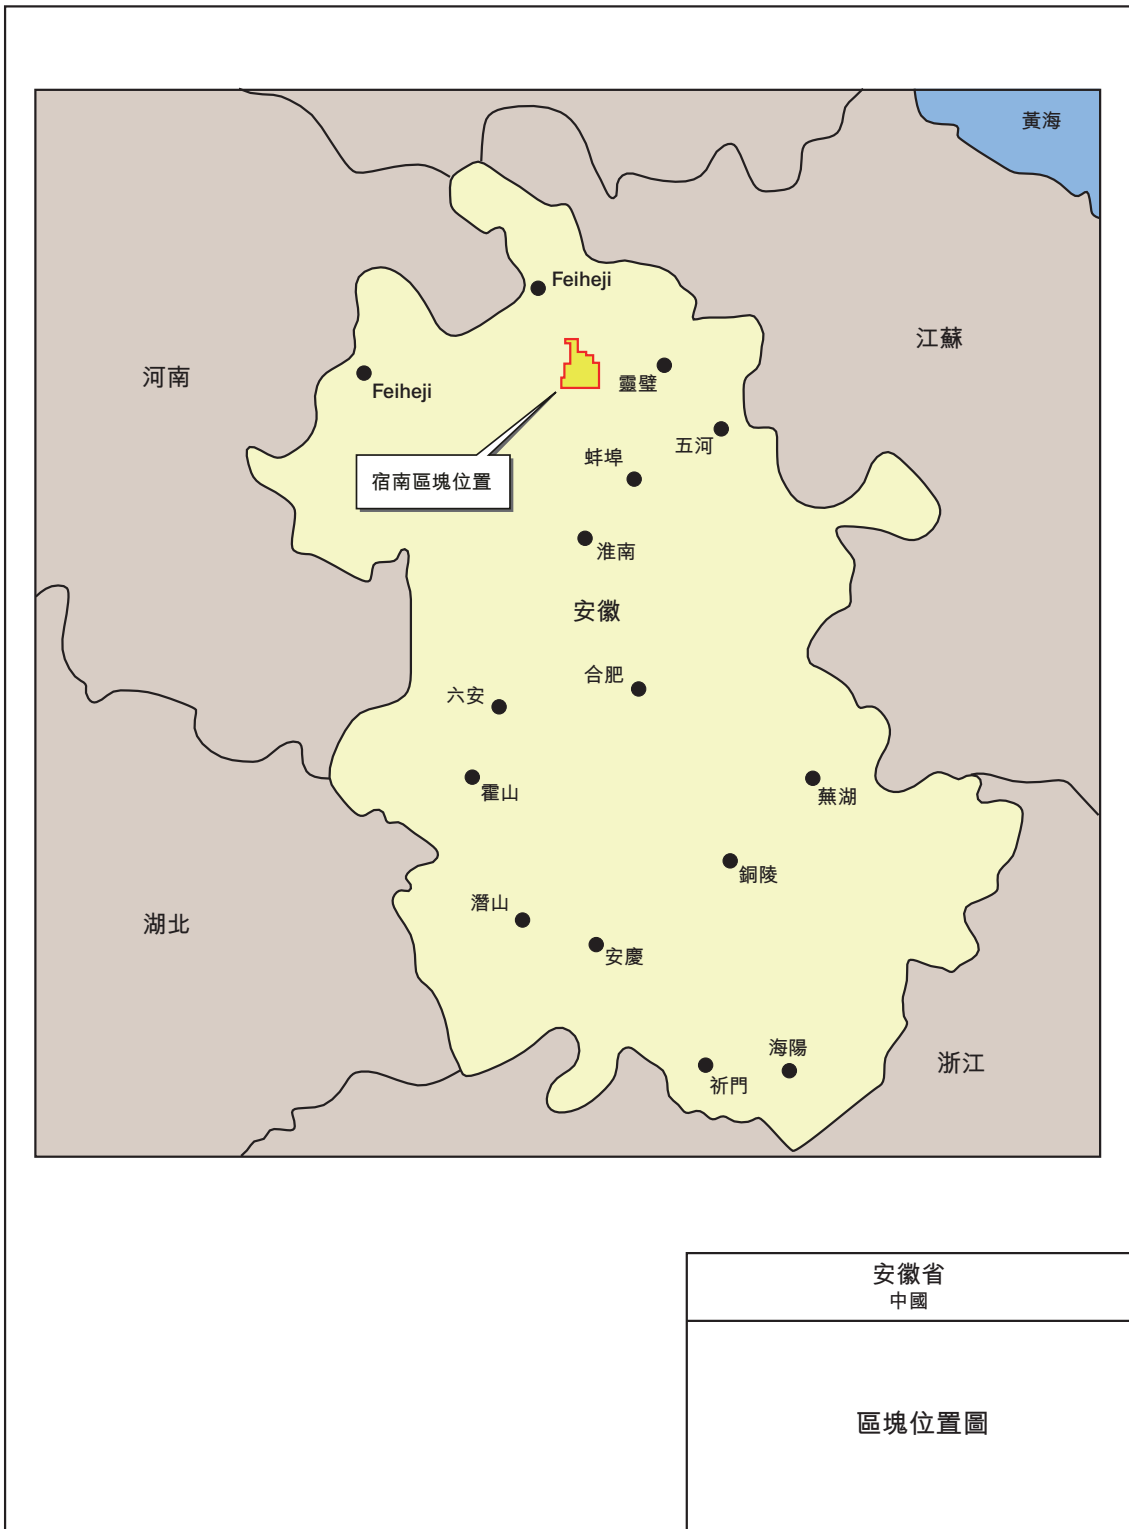 黃海
Feiheji
江蘇
河南
Feiheji
靈璧
五河
蚌埠
宿南區塊位置
淮南
安徽
合肥
六安
霍山
蕪湖
銅陵
潛山
湖北
安慶
海陽
浙江
祈門
安徽省
中國
區塊位置圖